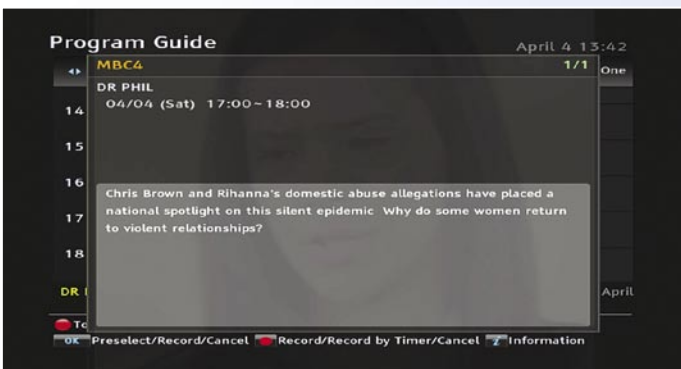 Program Guide
April 4 13:42
MBC4
1/1
One
DR PHIL
04/04 (Sat) 17:00~18:00
14
15
16
17
18
Chris Brown and Rihanna's domestic abuse allegations have placed a
national spotlight on this silent epidemic Why do some women return
to violent relationships?
DR
April
OK Preselect/Record/Cancel Record/Record by Timer/Cancel i Information